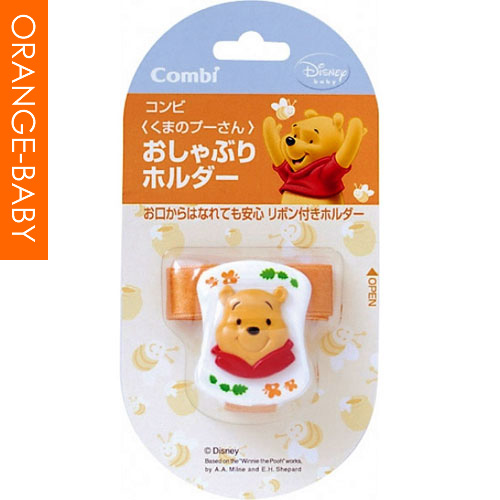 ORANGE-BABY
Combi
Disney
baby
コンビ
〈くまのプーさん〉
おしゃぶり
ホルダー
お口からはなれても安心 リボン付きホルダー
OPEN
© Disney
Based on the "Winnie the Pooh" works,
by A.A. Milne and E.H. Shepard